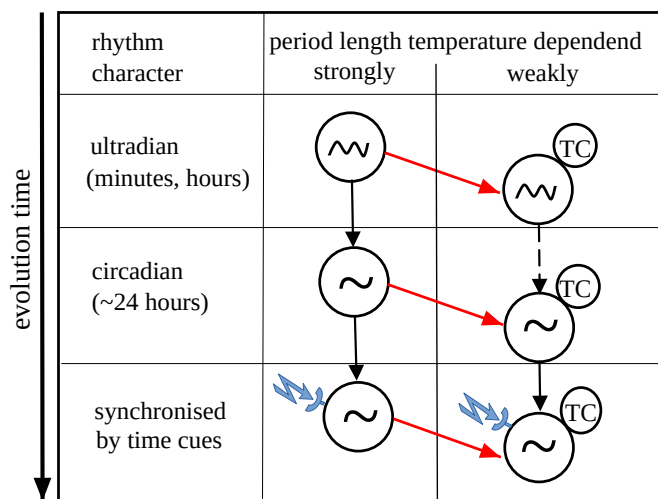 rhythm
character
period length temperature dependend
strongly
weakly
ultradian
(minutes, hours)
TC
circadian
(~24 hours)
TC
synchronised
by time cues
TC
evolution time